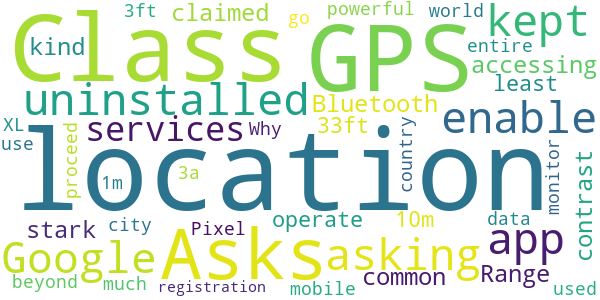 3ft claimed go powerful world kept
kind Class GPS entire
accessing
XL uninstalled Bluetooth least
use services Why 33ft enable
location
proceed 1m 3a country monitor contrast
stark city Pixel operate 10m data app
Google Asks asking
beyond much common Range
registration mobile used